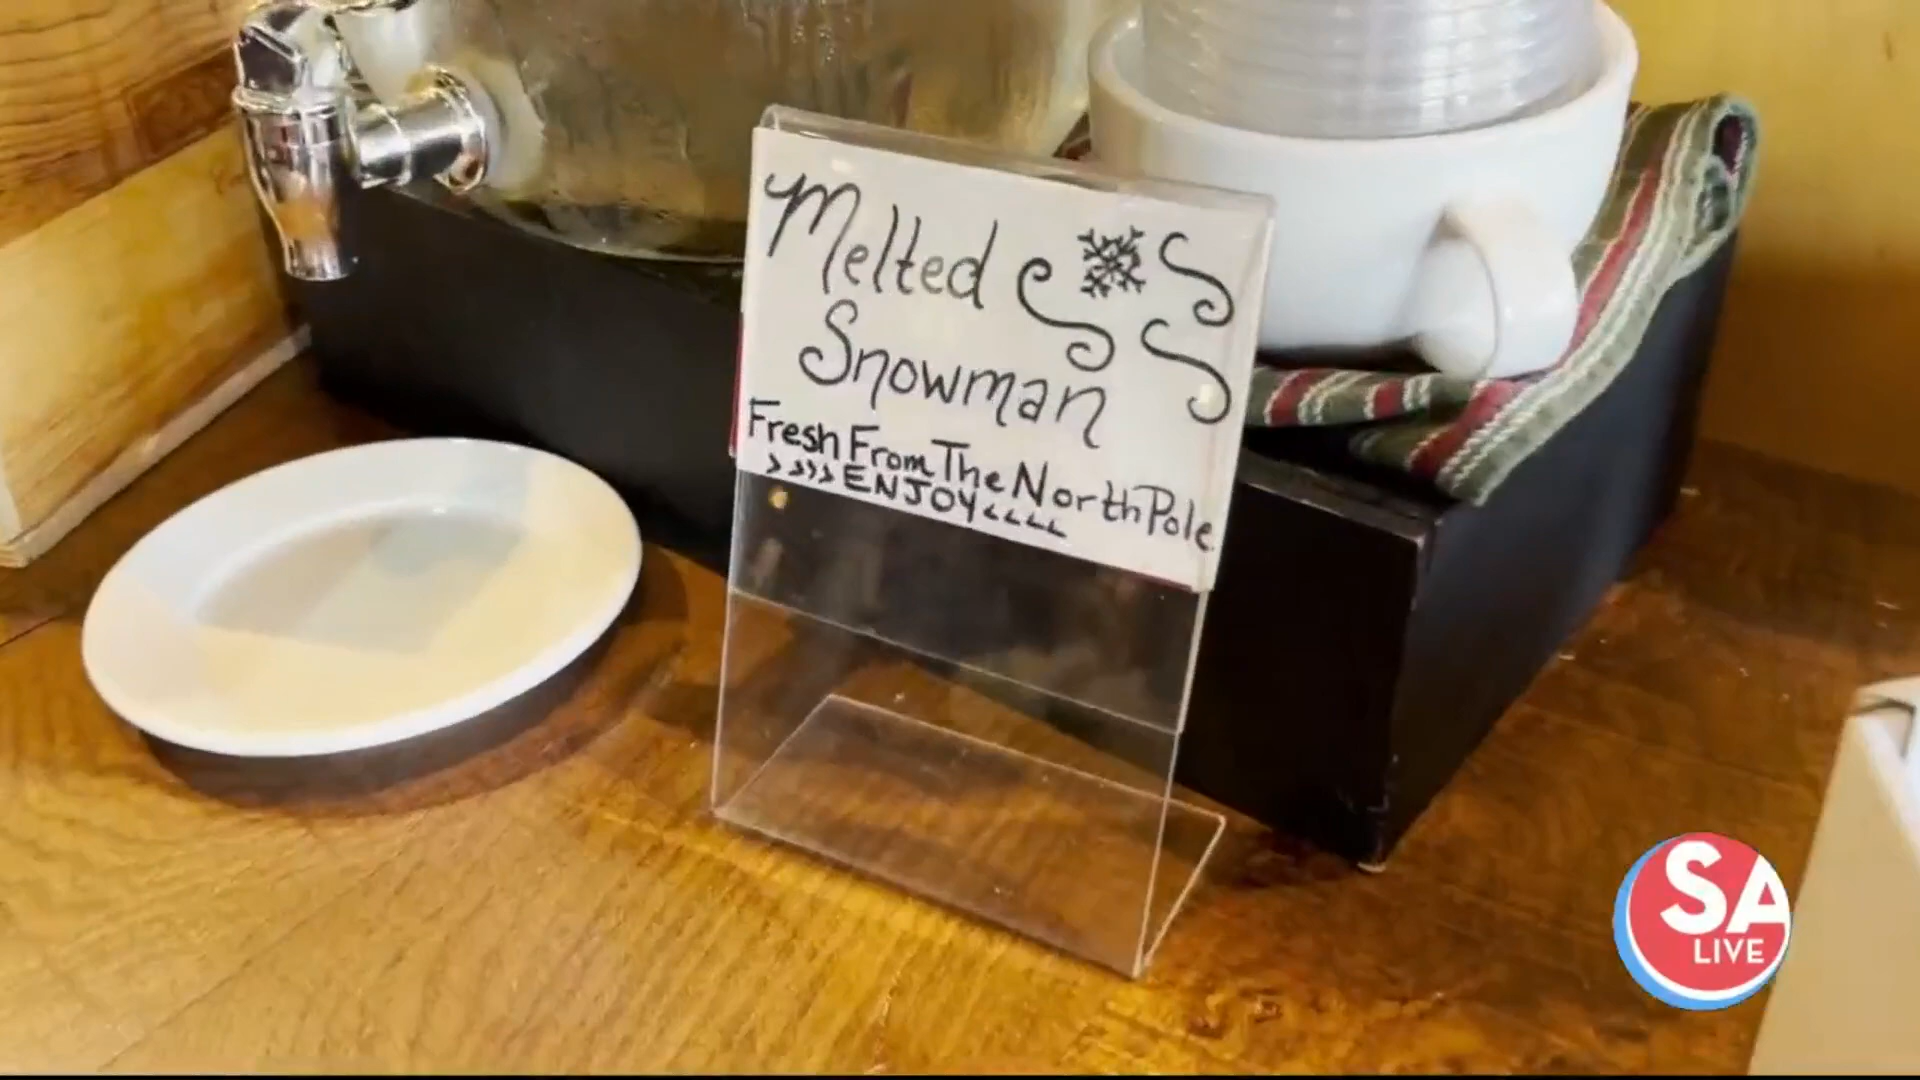 Melted
Snowman
Fresh From The North Pole
>>>> ENJOY <<<<
SA
LIVE